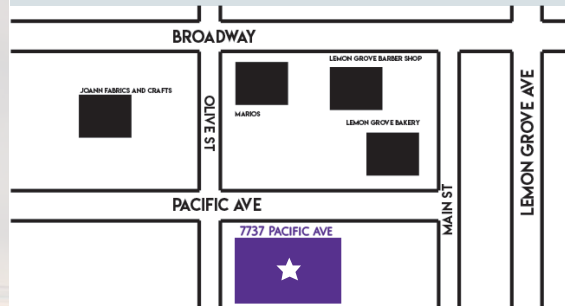 BROADWAY
LEMON GROVE BARBER SHOP
JOANN FABRICS AND CRAFTS
MARIOS
OLIVE ST
LEMON GROVE BAKERY
LEMON GROVE AVE
PACIFIC AVE
MAIN ST
7737 PACIFIC AVE